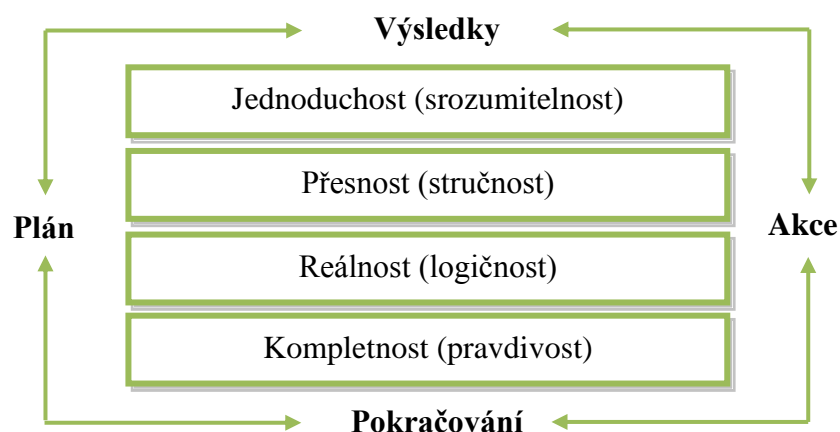 Výsledky
Jednoduchost (srozumitelnost)
Přesnost (stručnost)
Plán
Akce
Reálnost (logičnost)
Kompletnost (pravdivost)
Pokračování